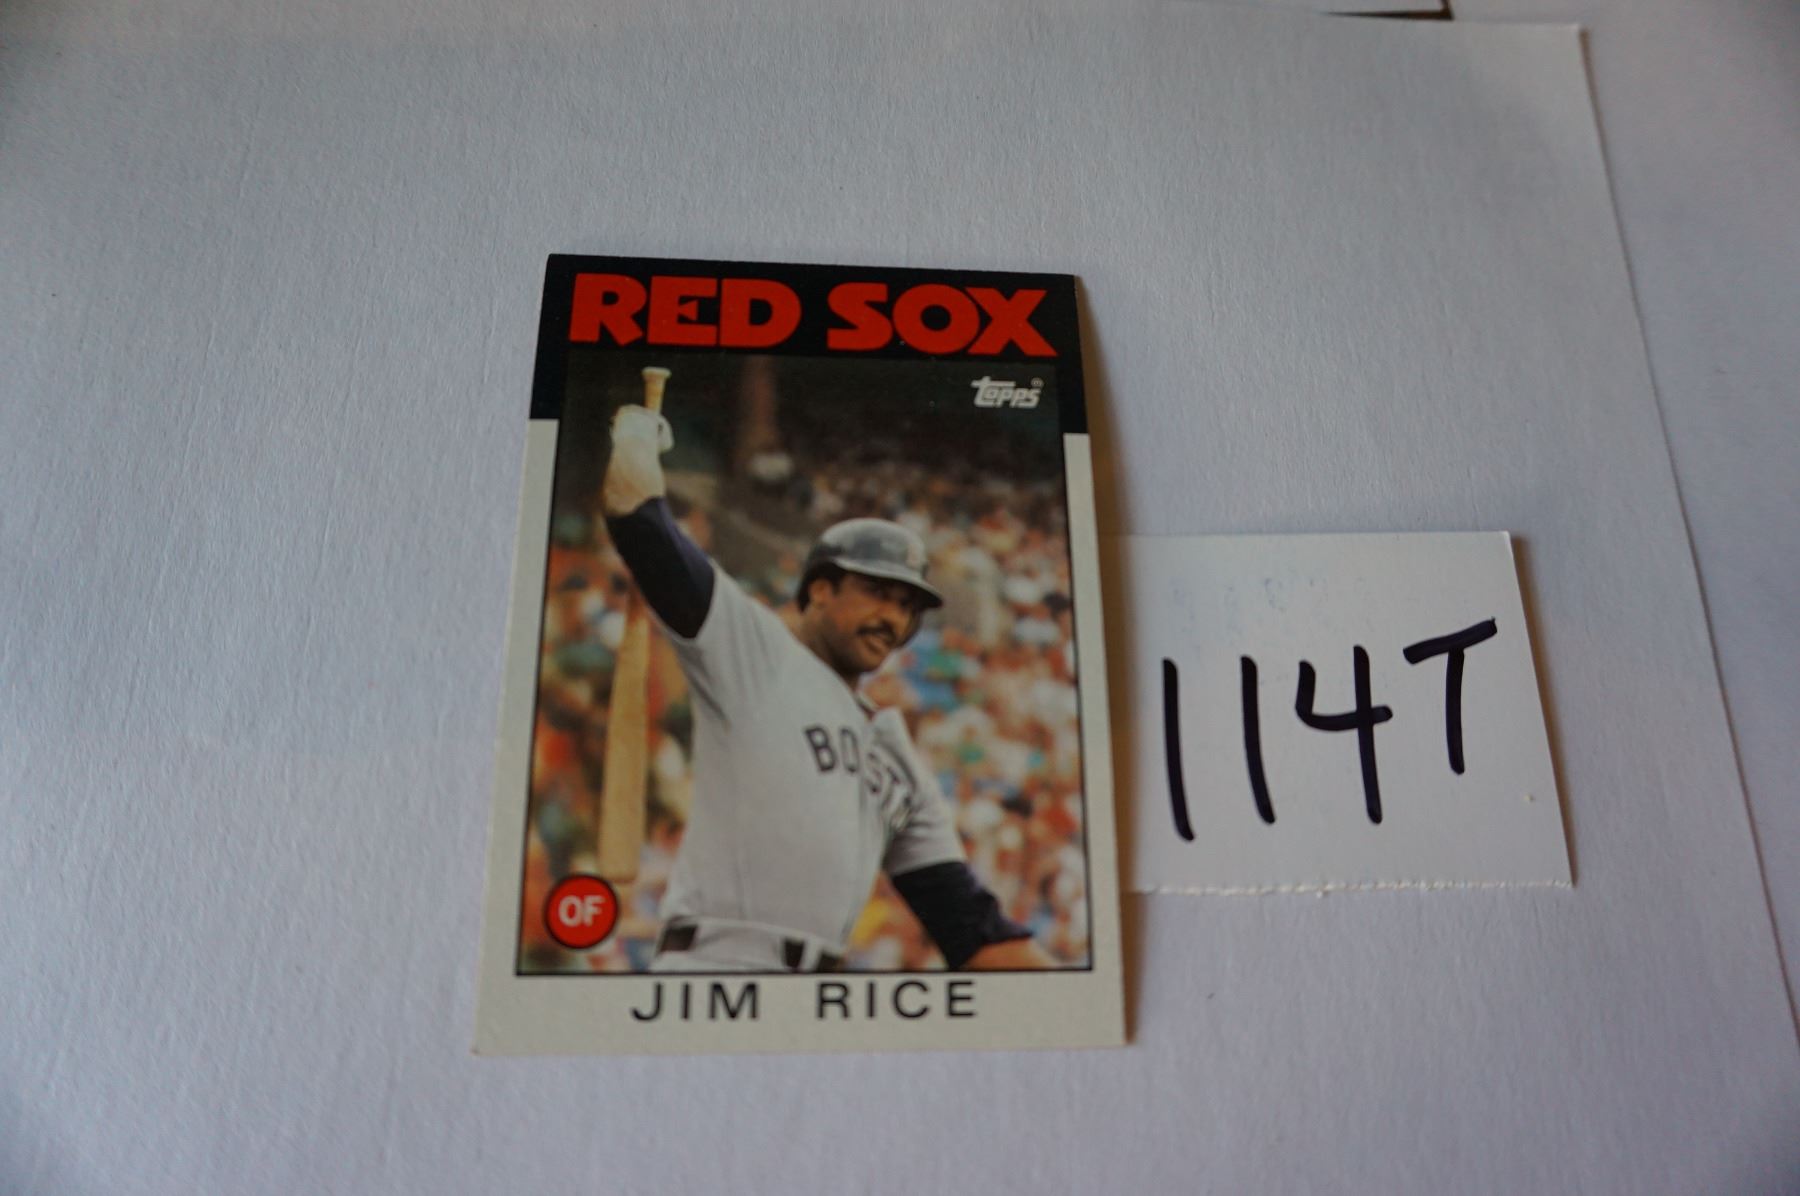 RED SOX
topps®
BOSTON
OF
JIM RICE
114T